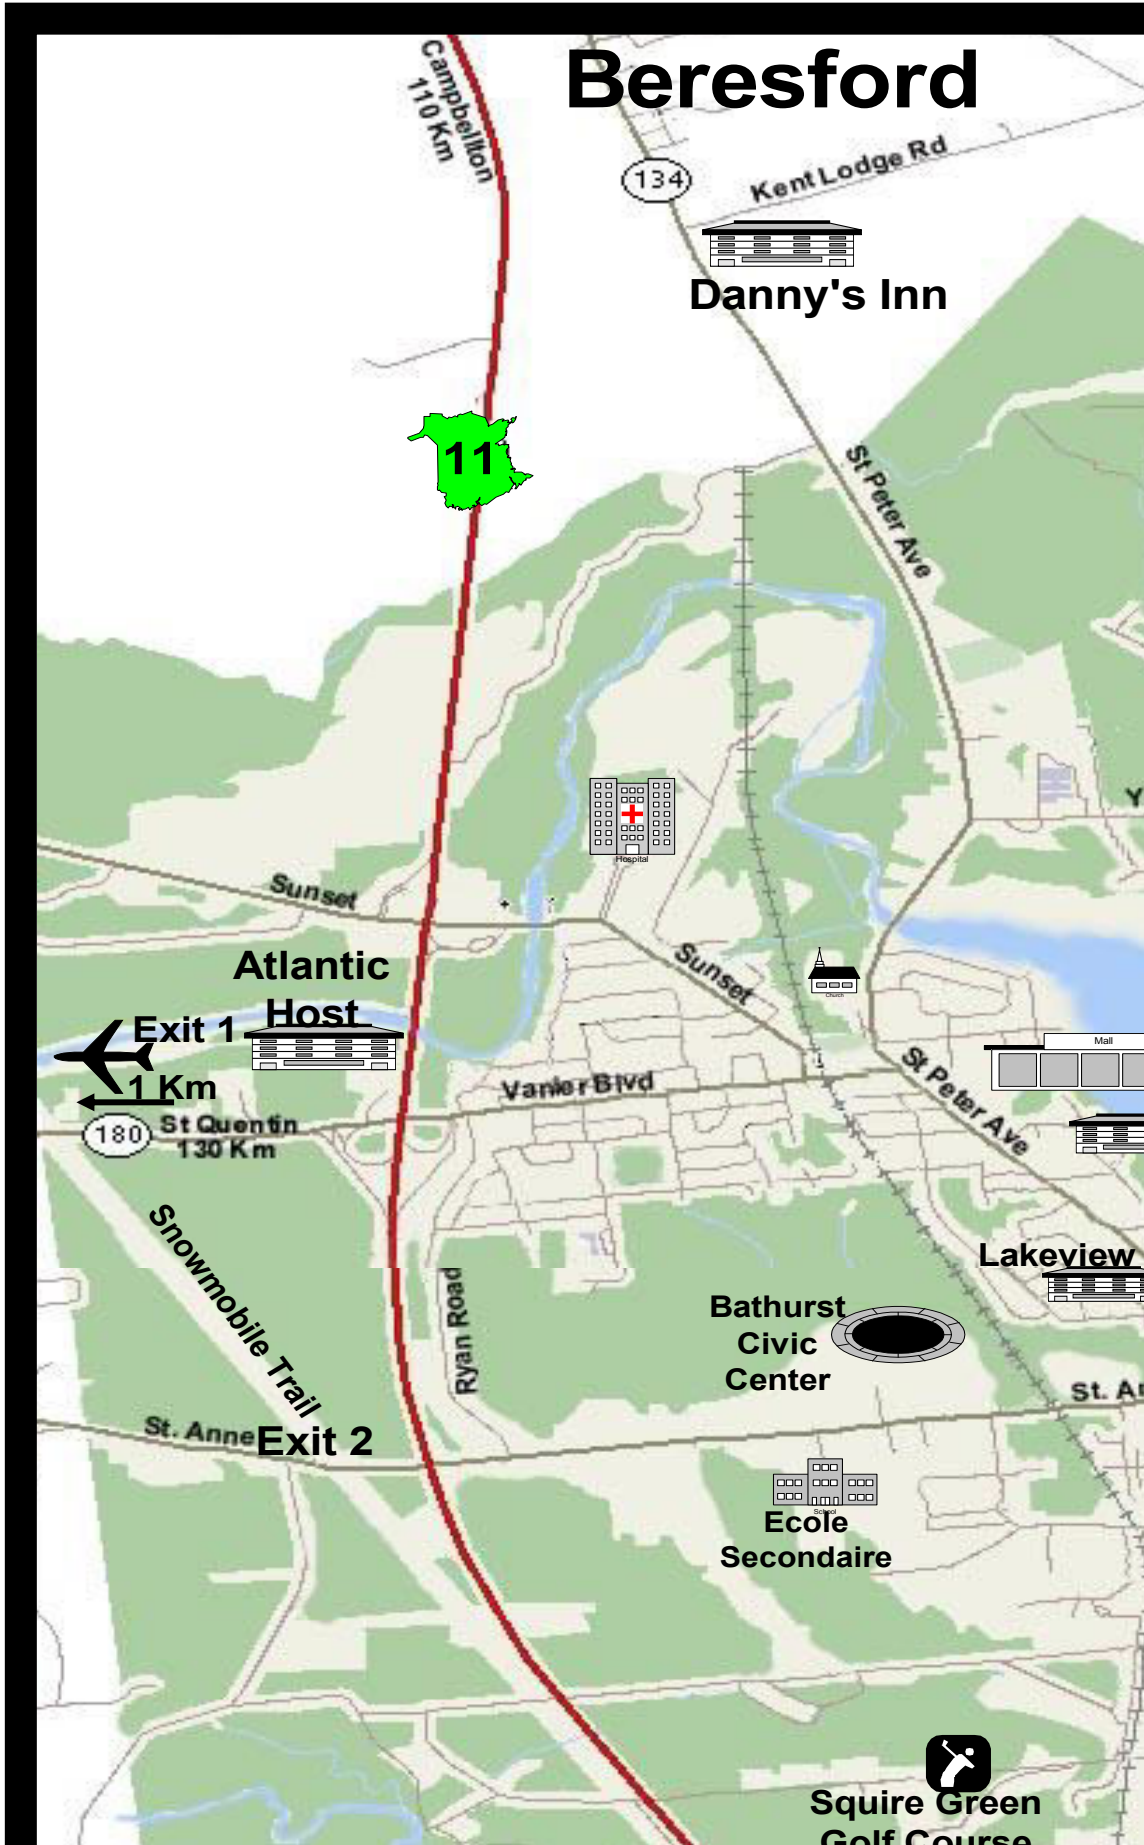 Beresford
Campbellton
110 Km
134
Kent Lodge Rd
Danny's Inn
11
St Peter Ave
Y
Hospital
Sunset
Sunset
Church
Atlantic
Host
Exit 1
1 Km
Mall
Vanier Blvd
St Peter Ave
180
St Quentin
130 Km
Snowmobile Trail
Ryan Road
Lakeview
Bathurst
Civic
Center
St. Anne
Exit 2
St. An
School
Ecole
Secondaire
Squire Green
Golf Course